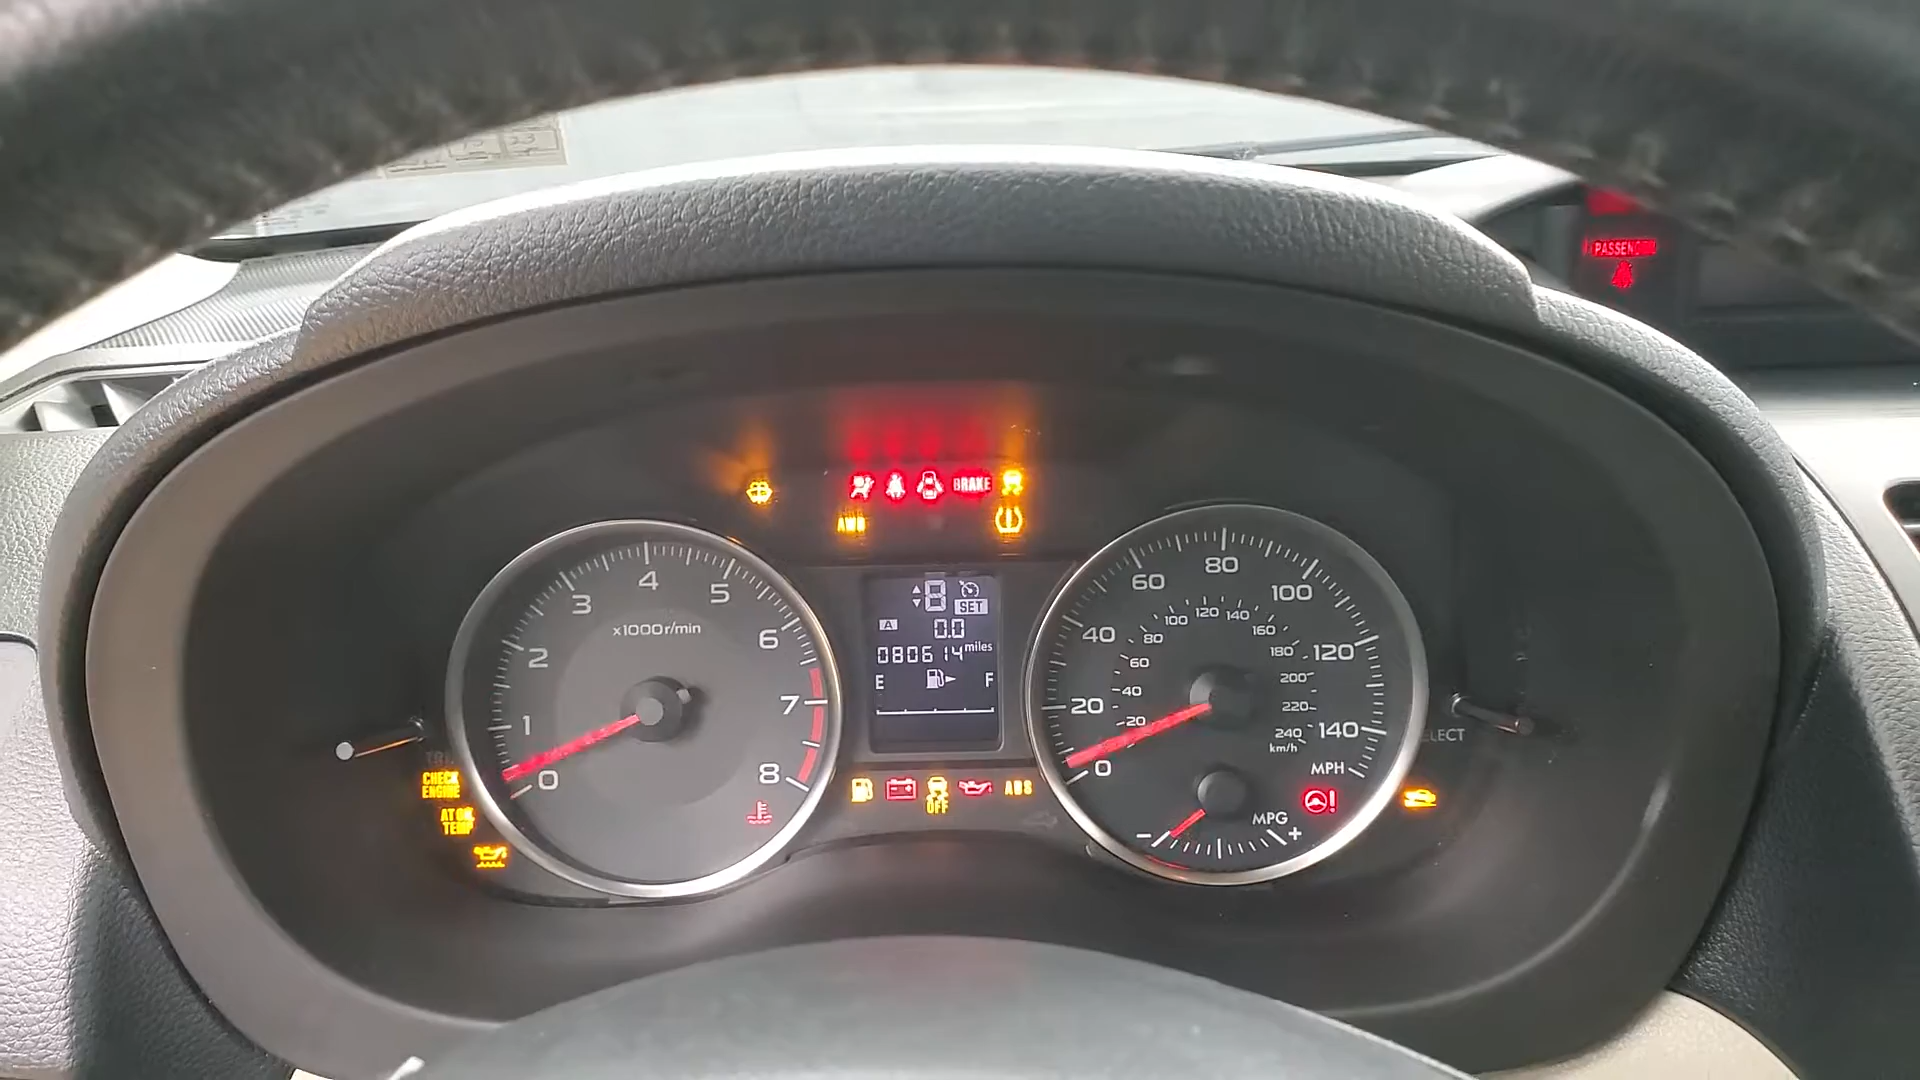 PASSENGER
BRAKE
AWD
4
3
5
x1000r/min
2
6
1
7
0
8
8
SET
A
0.0
080614 miles
E
F
80
60
100
40
120
20
140
0
MPH
100 120 140
80
160
60
180
40
200
20
220
240
km/h
MPG
-
+
CHECK
ENGINE
AT OIL
TEMP
OFF
ABS
!